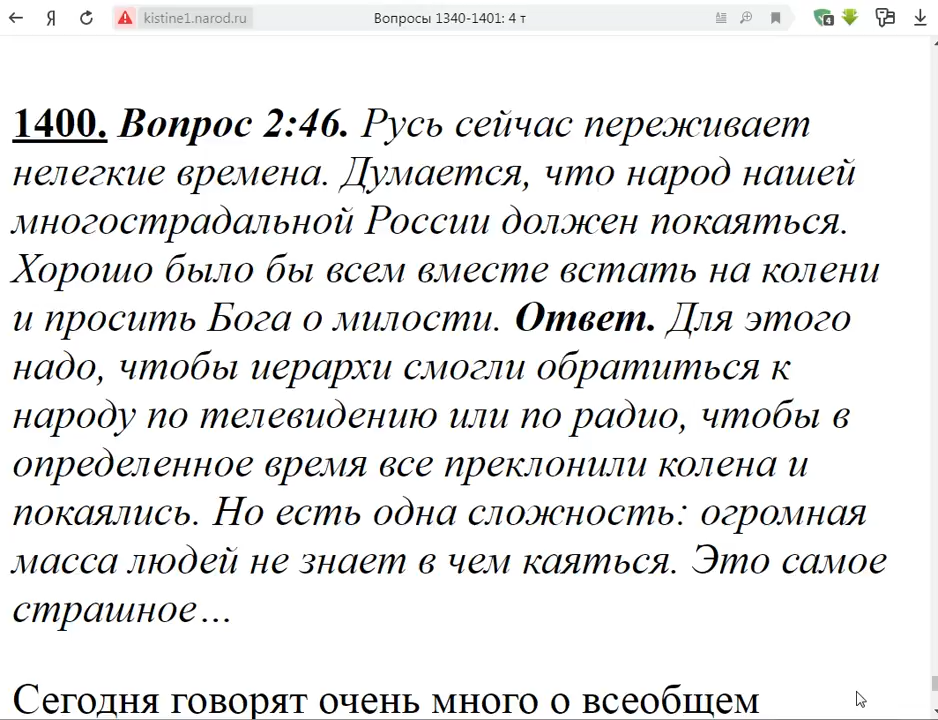 Я kistine1.narod.ru Вопросы 1340-1401: 4 т 4
1400. Вопрос 2:46. Русь сейчас переживает
нелегкие времена. Думается, что народ нашей
многострадальной России должен покаяться.
Хорошо было бы всем вместе встать на колени
и просить Бога о милости. Ответ. Для этого
надо, чтобы иерархи смогли обратиться к
народу по телевидению или по радио, чтобы в
определенное время все преклонили колена и
покаялись. Но есть одна сложность: огромная
масса людей не знает в чем каяться. Это самое
страшное…
Сегодня говорят очень много о всеобщем